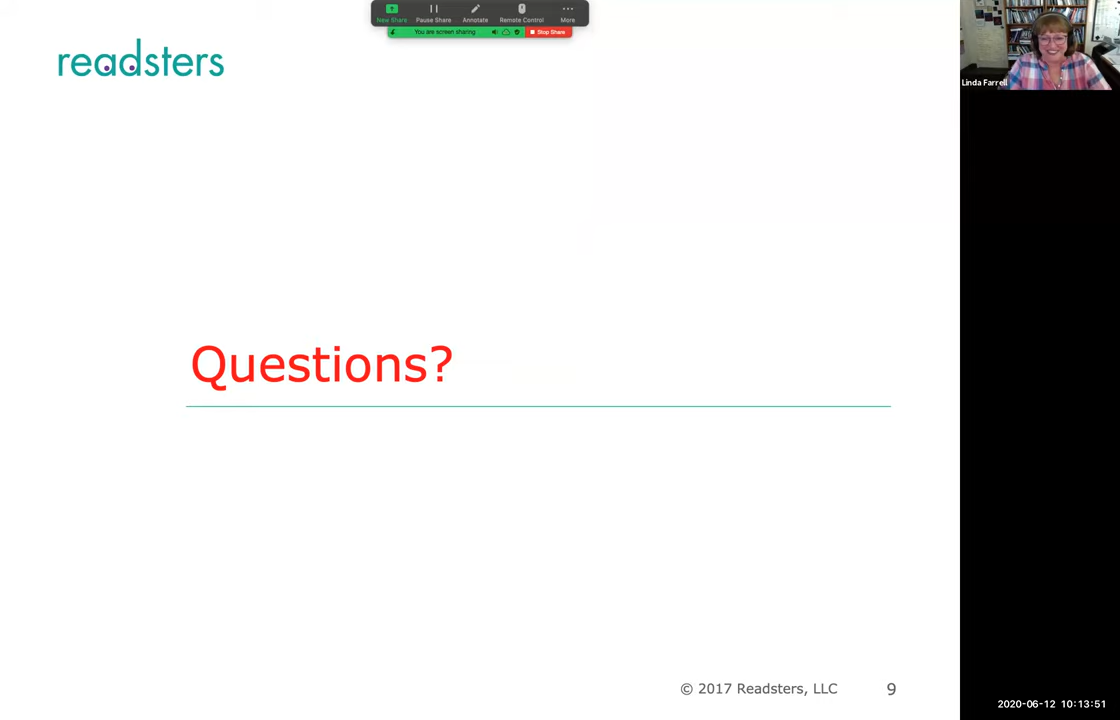 New Share Pause Share Annotate Remote Control More
You are screen sharing Stop Share
readsters
Linda Farrell
Questions?
© 2017 Readsters, LLC 9
2020-06-12 10:13:51